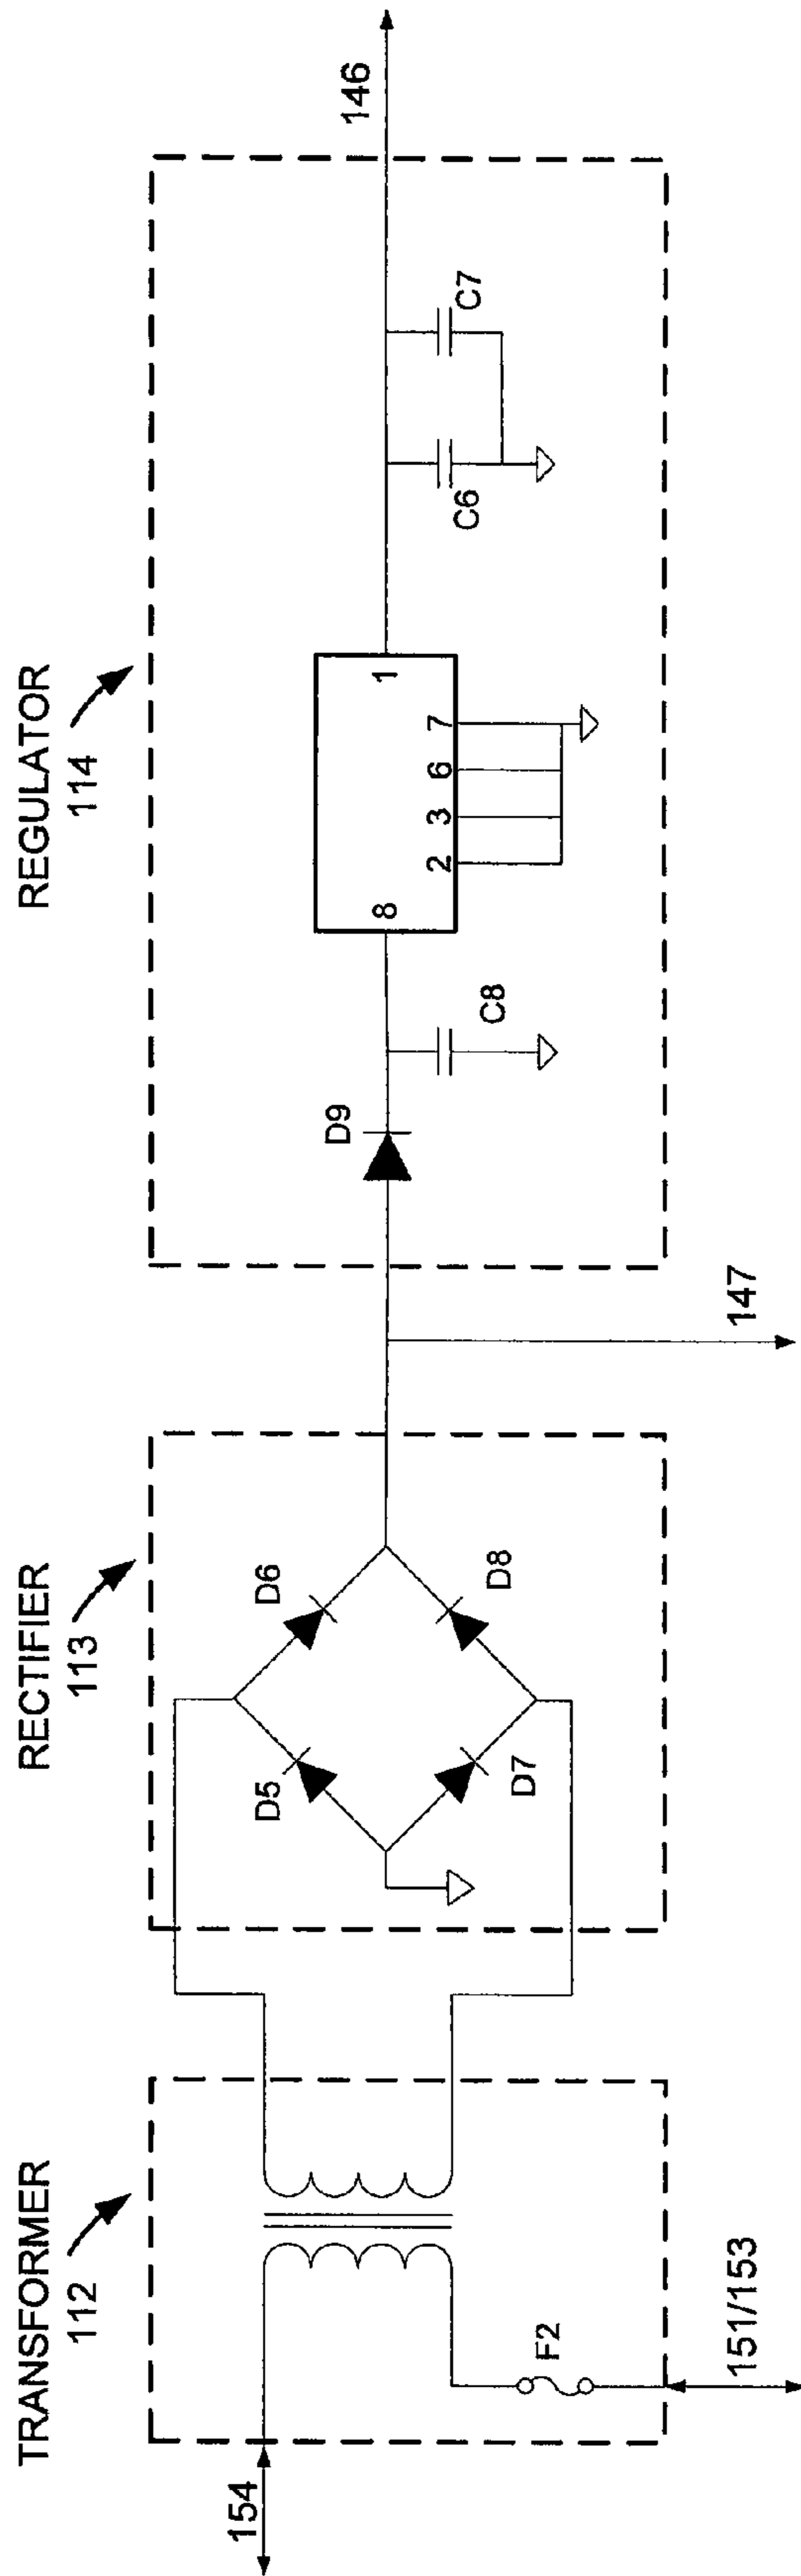 TRANSFORMER
112
RECTIFIER
113
REGULATOR
114
154
F2
151/153
D5
D6
D7
D8
147
D9
C8
8
1
2
3
6
7
C6
C7
146